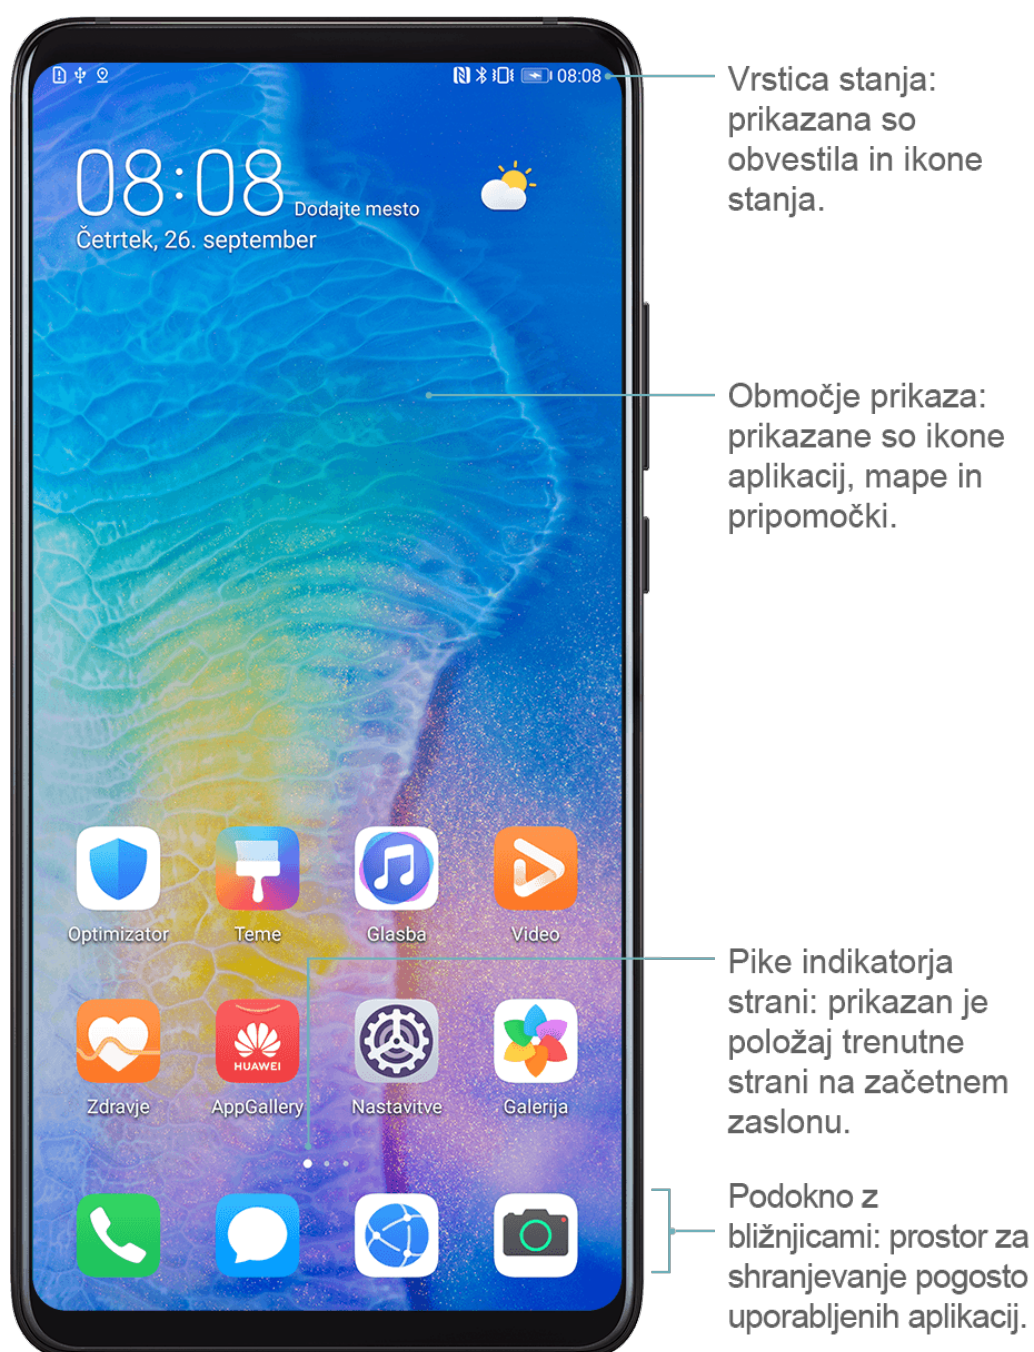 08:08
Vrstica stanja:
prikazana so
obvestila in ikone
stanja.
08:08 Dodajte mesto
Četrtek, 26. september
Območje prikaza:
prikazane so ikone
aplikacij, mape in
pripomočki.
Optimizator Teme Glasba Video
Pike indikatorja
strani: prikazan je
položaj trenutne
strani na začetnem
zaslonu.
HUAWEI
Zdravje AppGallery Nastavitve Galerija
Podokno z
bližnjicami: prostor za
shranjevanje pogosto
uporabljenih aplikacij.